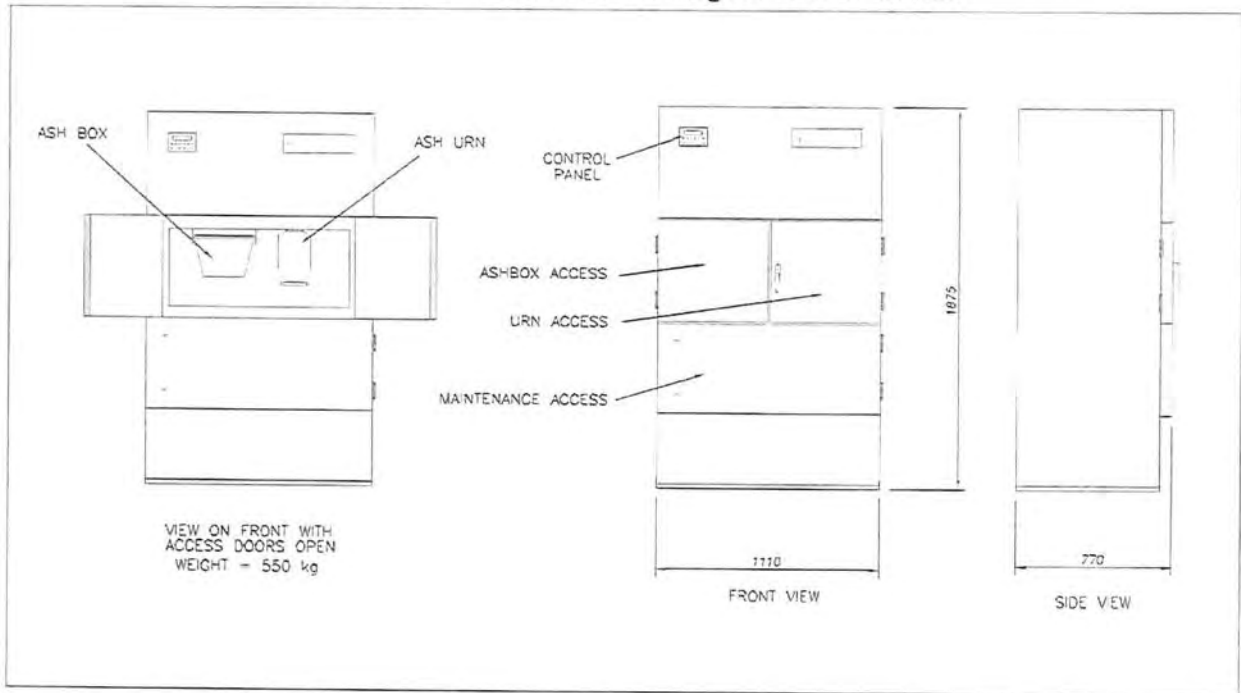 ASH BOX
ASH URN
VIEW ON FRONT WITH
ACCESS DOORS OPEN
WEIGHT = 550 kg
CONTROL
PANEL
ASHBOX ACCESS
URN ACCESS
MAINTENANCE ACCESS
1875
1110
FRONT VIEW
770
SIDE VIEW